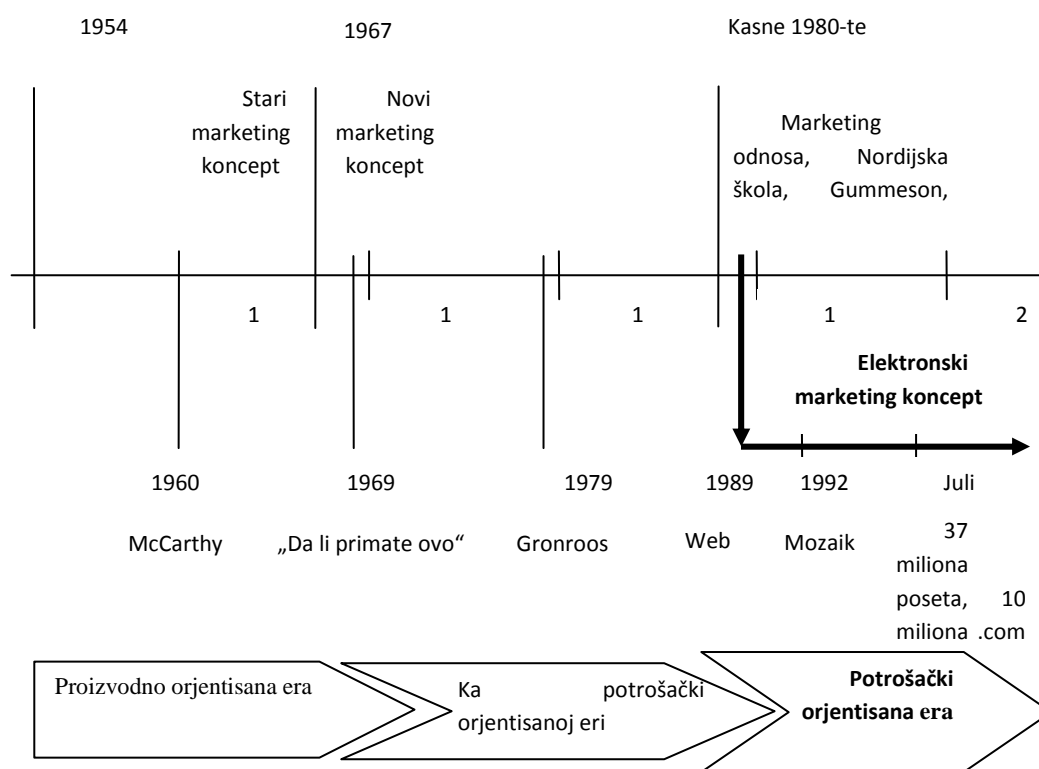 1954
1967
Kasne 1980-te
Stari
marketing
koncept
Novi
marketing
koncept
Marketing
odnosa, Nordijska
škola, Gummeson,
1
1
1
1
2
Elektronski
marketing koncept
1960
1969
1979
1989
1992
Juli
McCarthy
„Da li primate ovo“
Gronroos
Web
Mozaik
37
miliona
poseta, 10
miliona .com
Proizvodno orjentisana era
Ka potrošački
orjentisanoj eri
Potrošački
orjentisana era